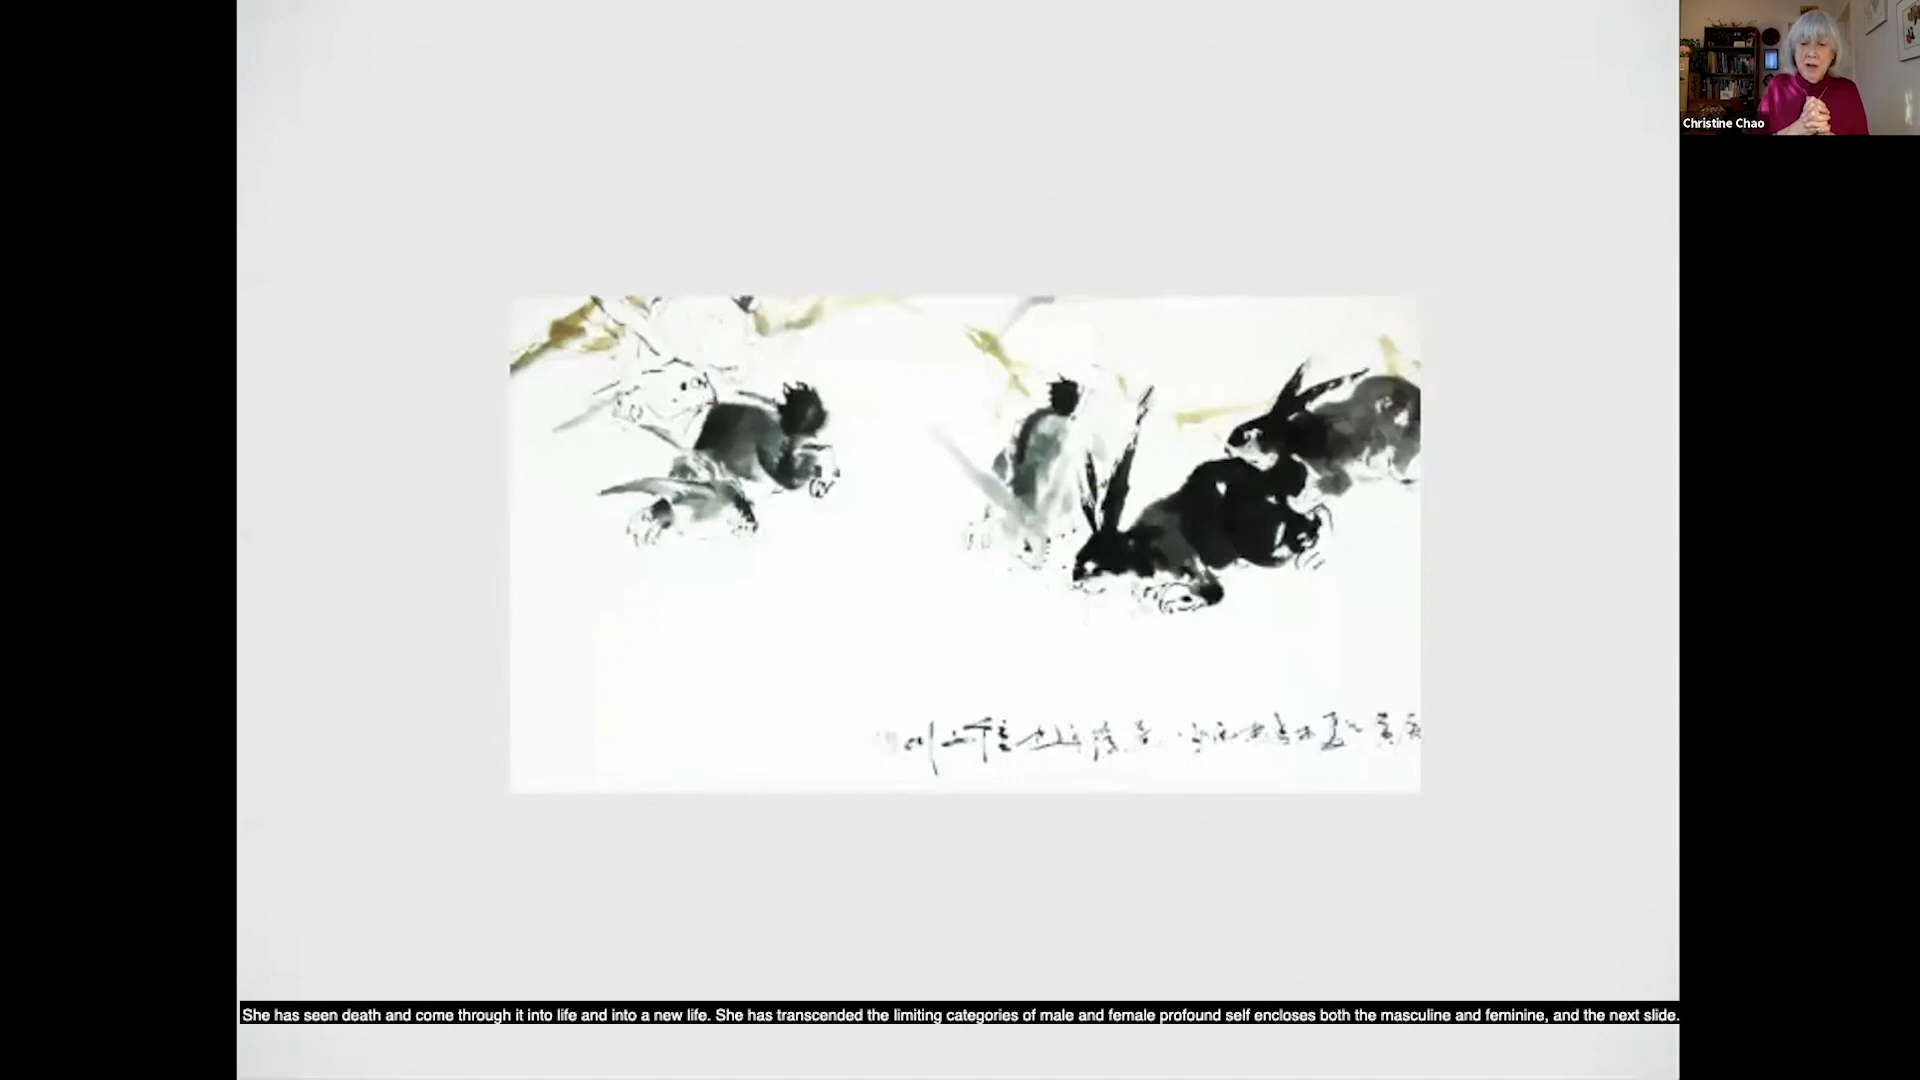 Christine Chao
She has seen death and come through it into life and into a new life. She has transcended the limiting categories of male and female profound self encloses both the masculine and feminine, and the next slide.